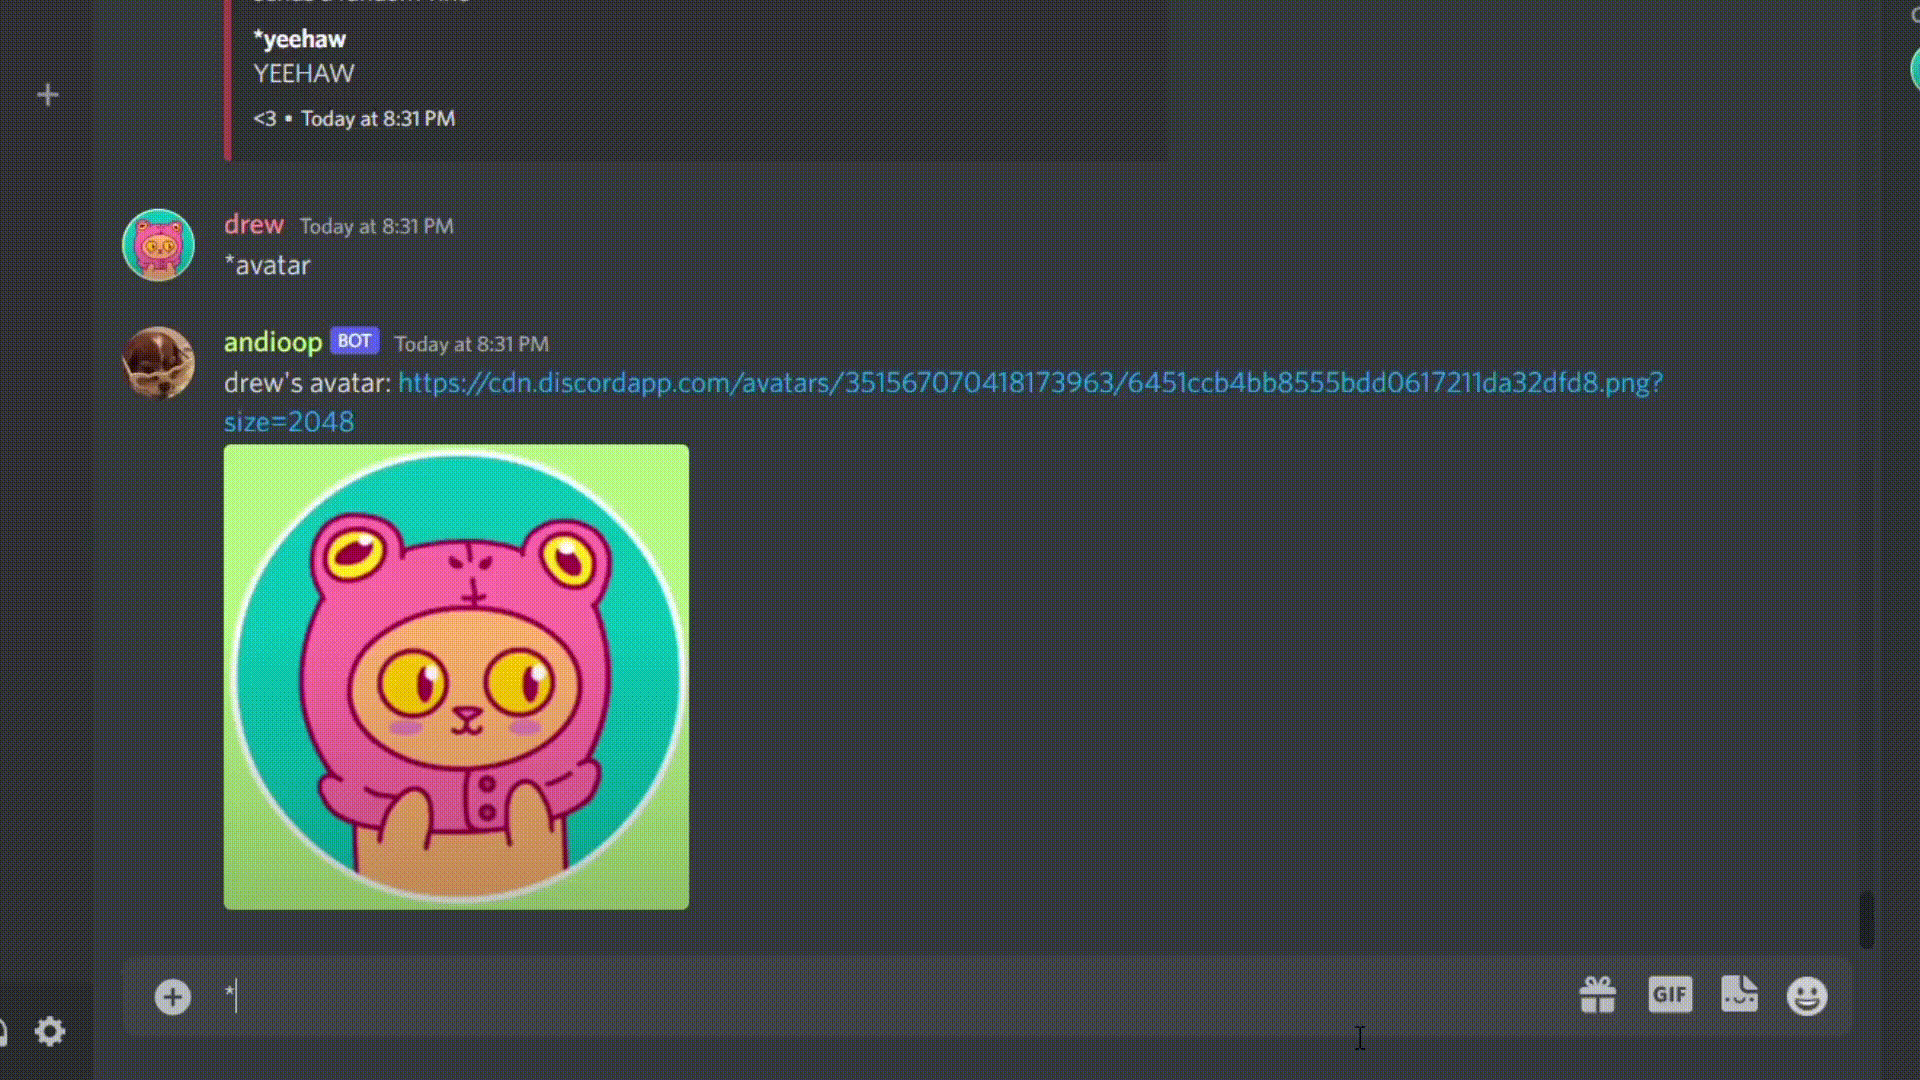 *yeehaw
YEEHAW
<3 • Today at 8:31 PM
drew Today at 8:31 PM
*avatar
andioop BOT Today at 8:31 PM
drew's avatar: https://cdn.discordapp.com/avatars/351567070418173963/6451ccb4bb8555bdd0617211da32dfd8.png?
size=2048
*
GIF